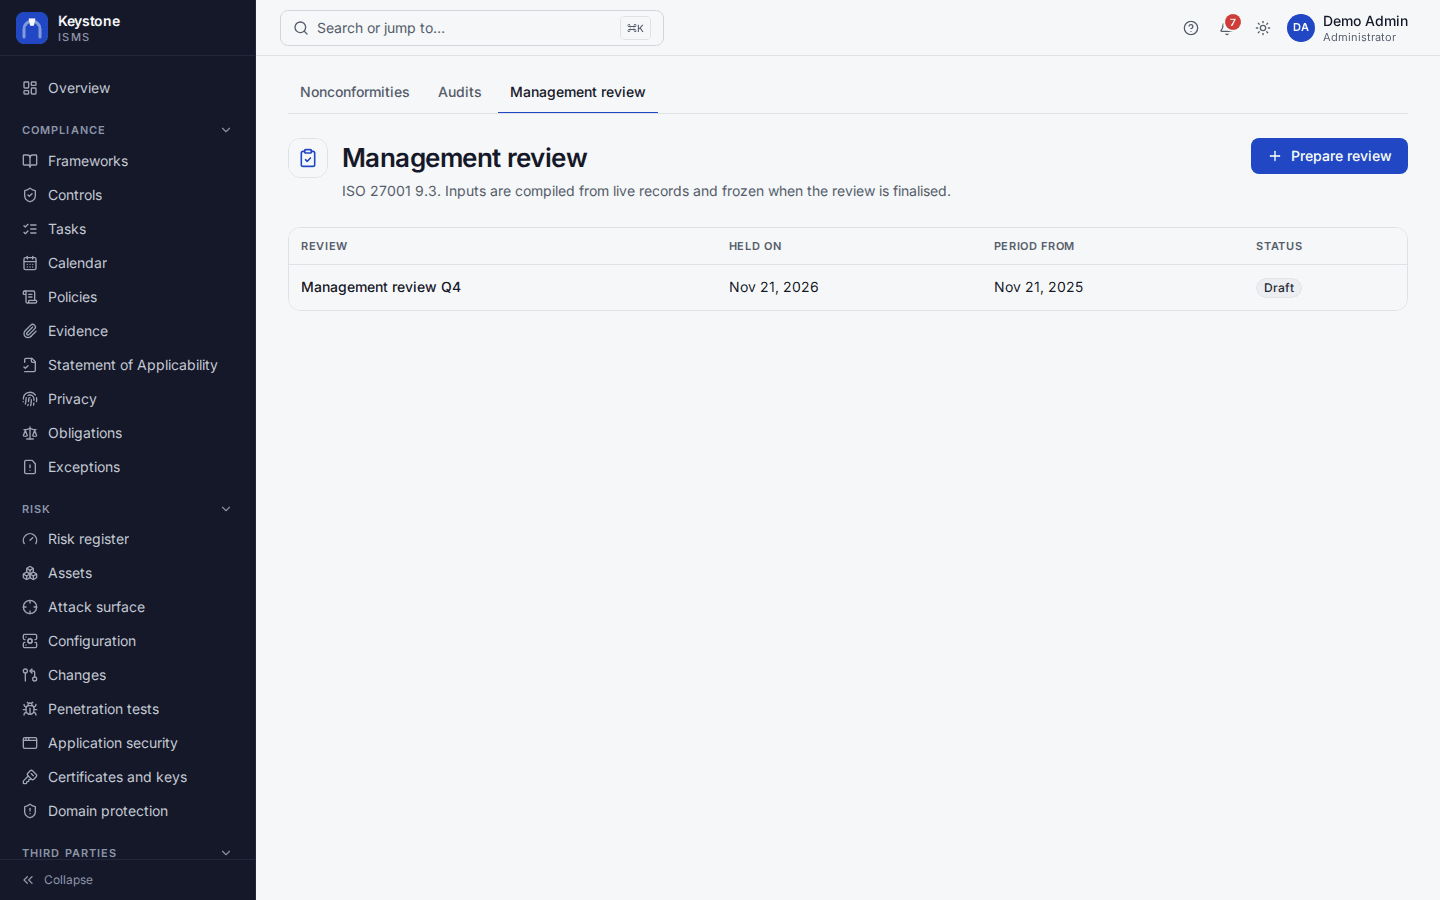 Keystone
ISMS
Search or jump to...
⌘K
7
DA
Demo Admin
Administrator
Overview
COMPLIANCE
Frameworks
Controls
Tasks
Calendar
Policies
Evidence
Statement of Applicability
Privacy
Obligations
Exceptions
RISK
Risk register
Assets
Attack surface
Configuration
Changes
Penetration tests
Application security
Certificates and keys
Domain protection
THIRD PARTIES
Collapse
Nonconformities
Audits
Management review
Management review
ISO 27001 9.3. Inputs are compiled from live records and frozen when the review is finalised.
Prepare review
REVIEW HELD ON PERIOD FROM STATUS
Management review Q4 Nov 21, 2026 Nov 21, 2025 Draft